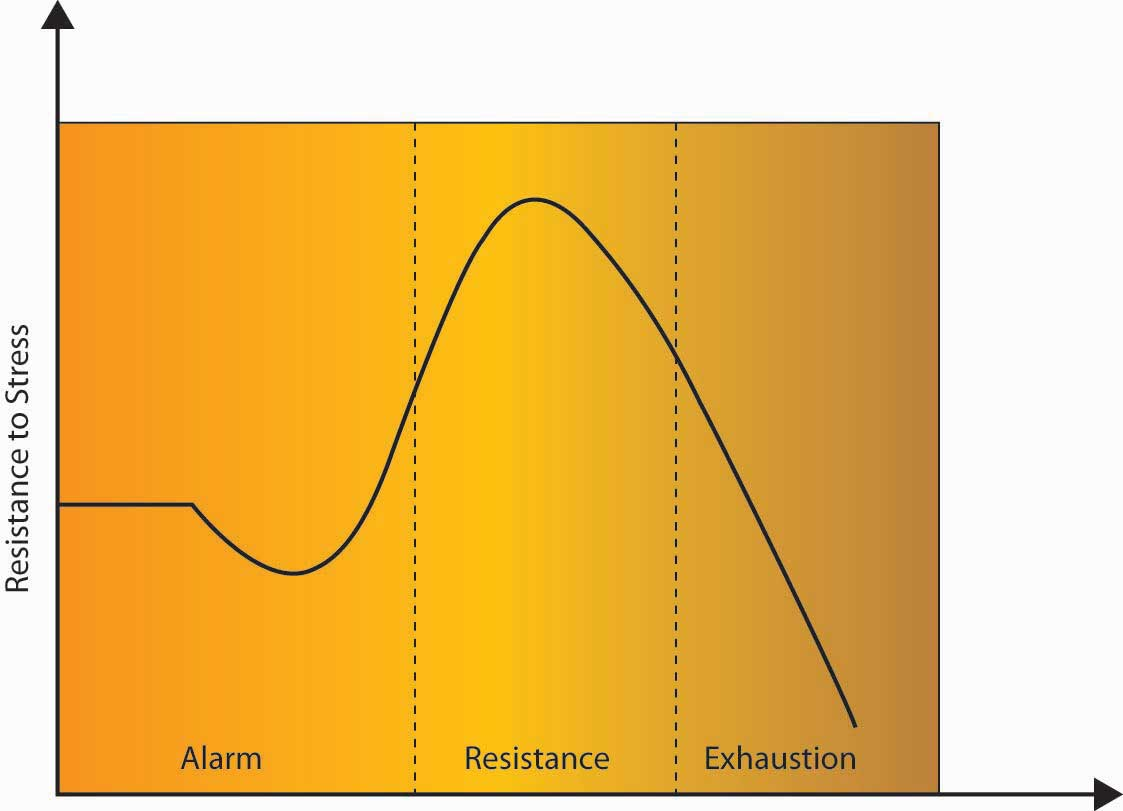 Resistance to Stress
Alarm
Resistance
Exhaustion